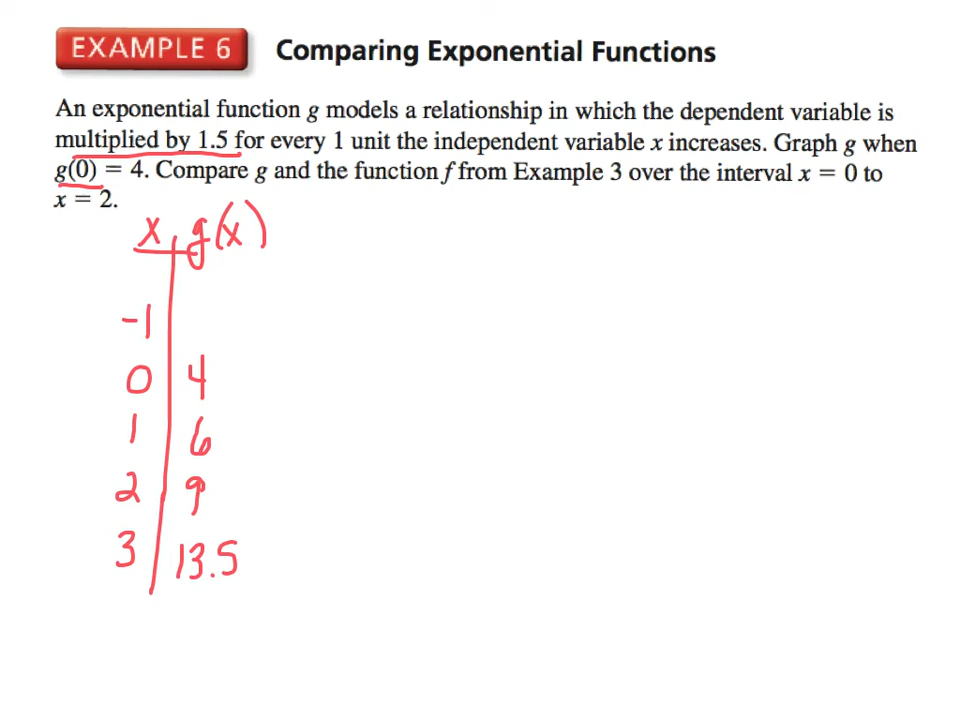 EXAMPLE 6 Comparing Exponential Functions
An exponential function g models a relationship in which the dependent variable is
multiplied by 1.5 for every 1 unit the independent variable x increases. Graph g when
g(0) = 4. Compare g and the function f from Example 3 over the interval x = 0 to
x = 2.
x g(x)
-1
0 4
1 6
2 9
3 13.5